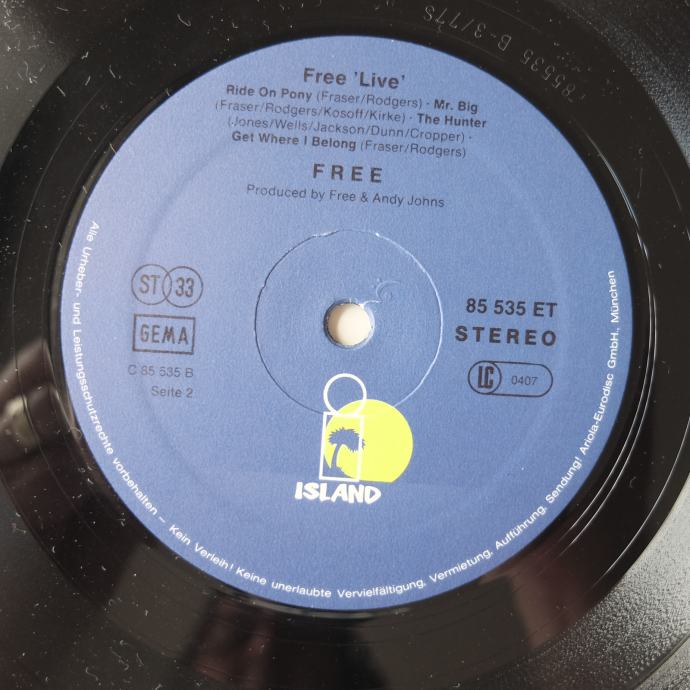 Free 'Live'
Ride On Pony (Fraser/Rodgers) · Mr. Big
(Fraser/Rodgers/Kosoff/Kirke) · The Hunter
(Jones/Wells/Jackson/Dunn/Cropper) ·
Get Where I Belong (Fraser/Rodgers)
FREE
Produced by Free & Andy Johns
ST 33
GEMA
C 85 535 B
Seite 2
85 535 ET
STEREO
LC 0407
ISLAND
Alle Urheber- und Leistungsschutzrechte vorbehalten – Kein Verleih! Keine unerlaubte Vervielfältigung, Vermietung, Aufführung, Sendung! Ariola-Eurodisc GmbH., München
85535 B-3/77S